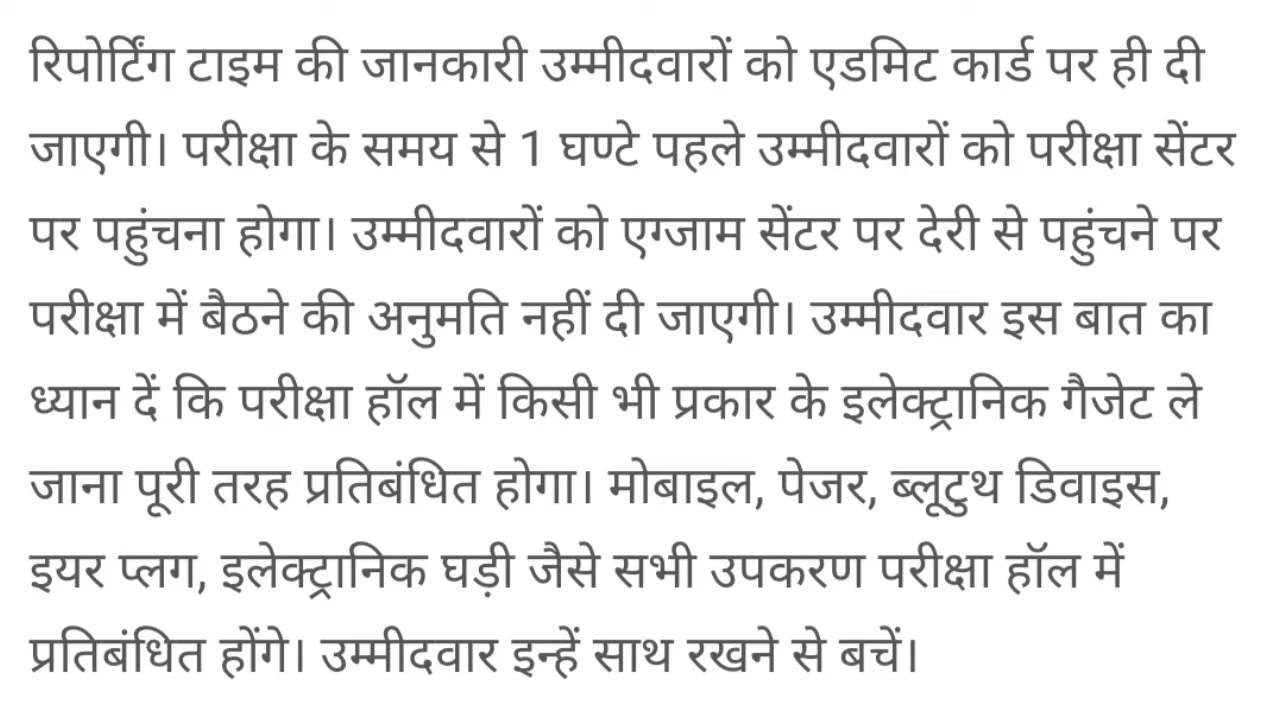 रिपोर्टिंग टाइम की जानकारी उम्मीदवारों को एडमिट कार्ड पर ही दी
जाएगी। परीक्षा के समय से 1 घण्टे पहले उम्मीदवारों को परीक्षा सेंटर
पर पहुंचना होगा। उम्मीदवारों को एग्जाम सेंटर पर देरी से पहुंचने पर
परीक्षा में बैठने की अनुमति नहीं दी जाएगी। उम्मीदवार इस बात का
ध्यान दें कि परीक्षा हॉल में किसी भी प्रकार के इलेक्ट्रानिक गैजेट ले
जाना पूरी तरह प्रतिबंधित होगा। मोबाइल, पेजर, ब्लूटुथ डिवाइस,
इयर प्लग, इलेक्ट्रानिक घड़ी जैसे सभी उपकरण परीक्षा हॉल में
प्रतिबंधित होंगे। उम्मीदवार इन्हें साथ रखने से बचें।